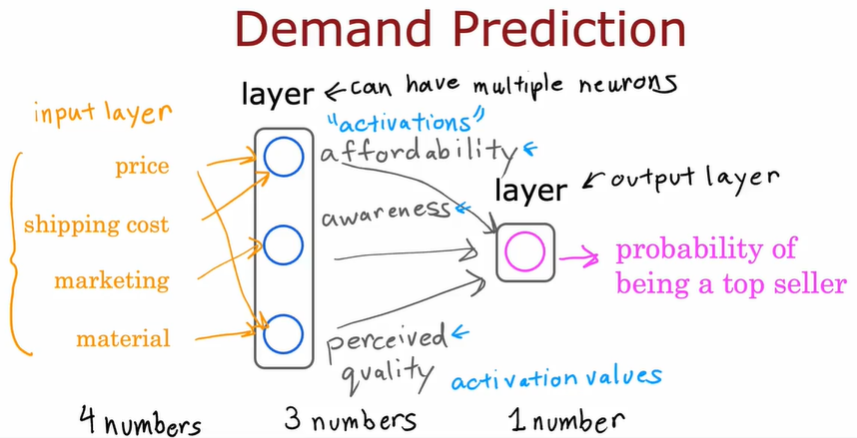 Demand Prediction
layer ← can have multiple neurons
input layer
"activations"
price
affordability
layer ← output layer
shipping cost
awareness
probability of
being a top seller
marketing
material
perceived
quality
activation values
4 numbers
3 numbers
1 number